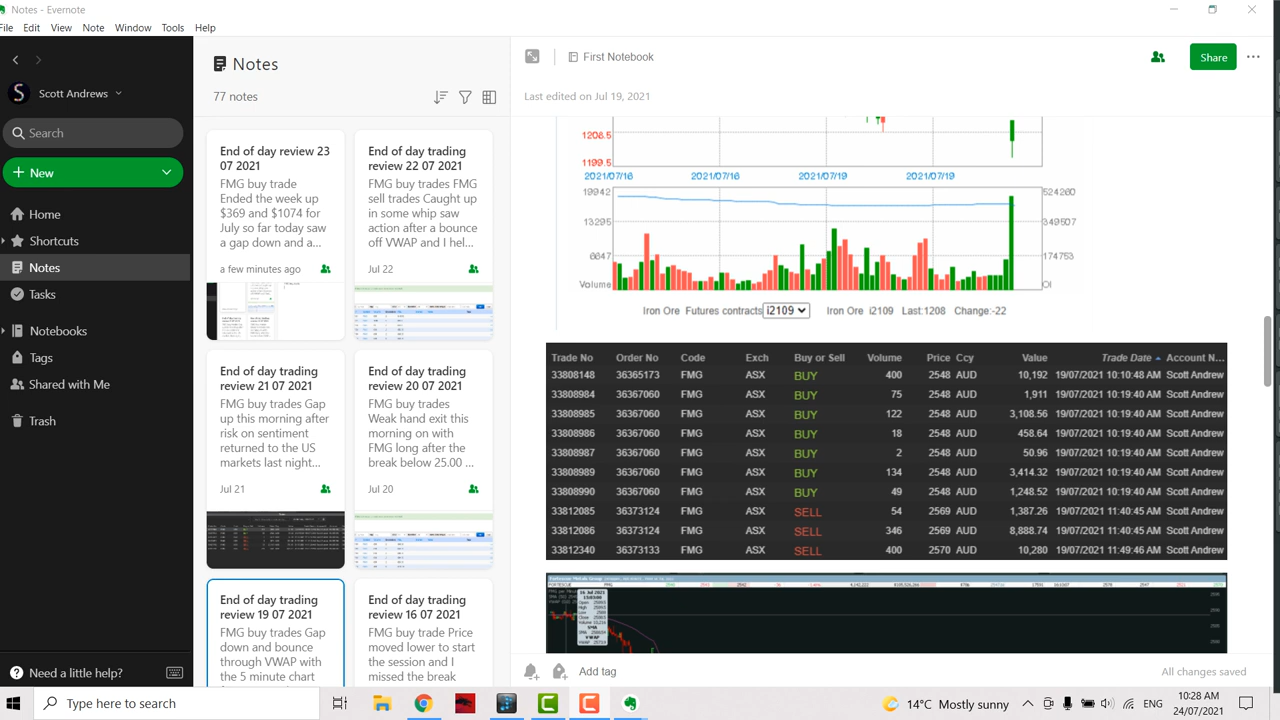 Notes - Evernote
File Edit View Note Window Tools Help
Scott Andrews
Search
New
Home
Shortcuts
Notes
Tasks
Notebooks
Tags
Shared with Me
Trash
Need a little help?
Notes
77 notes
End of day review 23
07 2021
FMG buy trade
Ended the week up
$369 and $1074 for
July so far today saw
a gap down and a...
a few minutes ago
End of day trading
review 22 07 2021
FMG buy trades FMG
sell trades Caught up
in some whip saw
action after a bounce
off VWAP and I hel...
Jul 22
End of day trading
review 21 07 2021
FMG buy trades Gap
up this morning after
risk on sentiment
returned to the US
markets last night...
Jul 21
End of day trading
review 20 07 2021
FMG buy trades
Weak hand exit this
morning on with
FMG long after the
break below 25.00 ...
Jul 20
End of day trading
review 19 07 2021
FMG buy trades Gap
down and bounce
through VWAP with
the 5 minute chart
End of day trading
review 16 07 2021
FMG buy trade Price
moved lower to start
the session and I
missed the break
First Notebook
Share
Last edited on Jul 19, 2021
1208.5
1199.5
2021/07/16 2021/07/16 2021/07/19 2021/07/19
19942 524260
13295 349507
6647 174753
Volume OI
Iron Ore Futures contracts i2109 Iron Ore i2109 Last:1208 Change:-22
Trade No Order No Code Exch Buy or Sell Volume Price Ccy Value Trade Date Account N...
33808148 36365173 FMG ASX BUY 400 2548 AUD 10,192 19/07/2021 10:10:48 AM Scott Andrew
33808984 36367060 FMG ASX BUY 75 2548 AUD 1,911 19/07/2021 10:19:40 AM Scott Andrew
33808985 36367060 FMG ASX BUY 122 2548 AUD 3,108.56 19/07/2021 10:19:40 AM Scott Andrew
33808986 36367060 FMG ASX BUY 18 2548 AUD 458.64 19/07/2021 10:19:40 AM Scott Andrew
33808987 36367060 FMG ASX BUY 2 2548 AUD 50.96 19/07/2021 10:19:40 AM Scott Andrew
33808989 36367060 FMG ASX BUY 134 2548 AUD 3,414.32 19/07/2021 10:19:40 AM Scott Andrew
33808990 36367060 FMG ASX BUY 49 2548 AUD 1,248.52 19/07/2021 10:19:40 AM Scott Andrew
33812085 36373124 FMG ASX SELL 54 2569 AUD 1,387.26 19/07/2021 11:40:45 AM Scott Andrew
33812086 36373124 FMG ASX SELL 346 2569 AUD 8,888.74 19/07/2021 11:40:45 AM Scott Andrew
33812340 36373133 FMG ASX SELL 400 2570 AUD 10,280 19/07/2021 11:49:46 AM Scott Andrew
16 Jul 2021
Add tag
All changes saved
Type here to search
14°C Mostly sunny
ENG
10:28 AM
24/07/2021